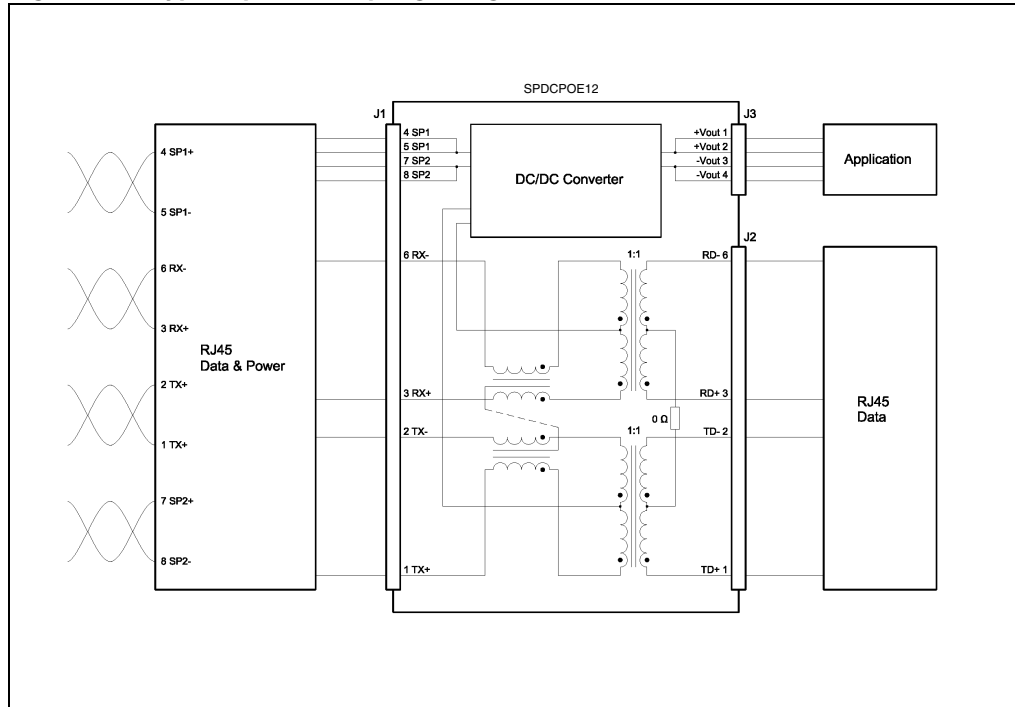 SPDCPOE12
J1
J3
4 SP1+
5 SP1-
6 RX-
3 RX+
RJ45
Data & Power
2 TX+
1 TX+
7 SP2+
8 SP2-
4 SP1
5 SP1
7 SP2
8 SP2
DC/DC Converter
+Vout 1
+Vout 2
-Vout 3
-Vout 4
Application
J2
6 RX-
1:1
RD- 6
3 RX+
RD+ 3
0 Ω
2 TX-
1:1
TD- 2
1 TX+
TD+ 1
RJ45
Data